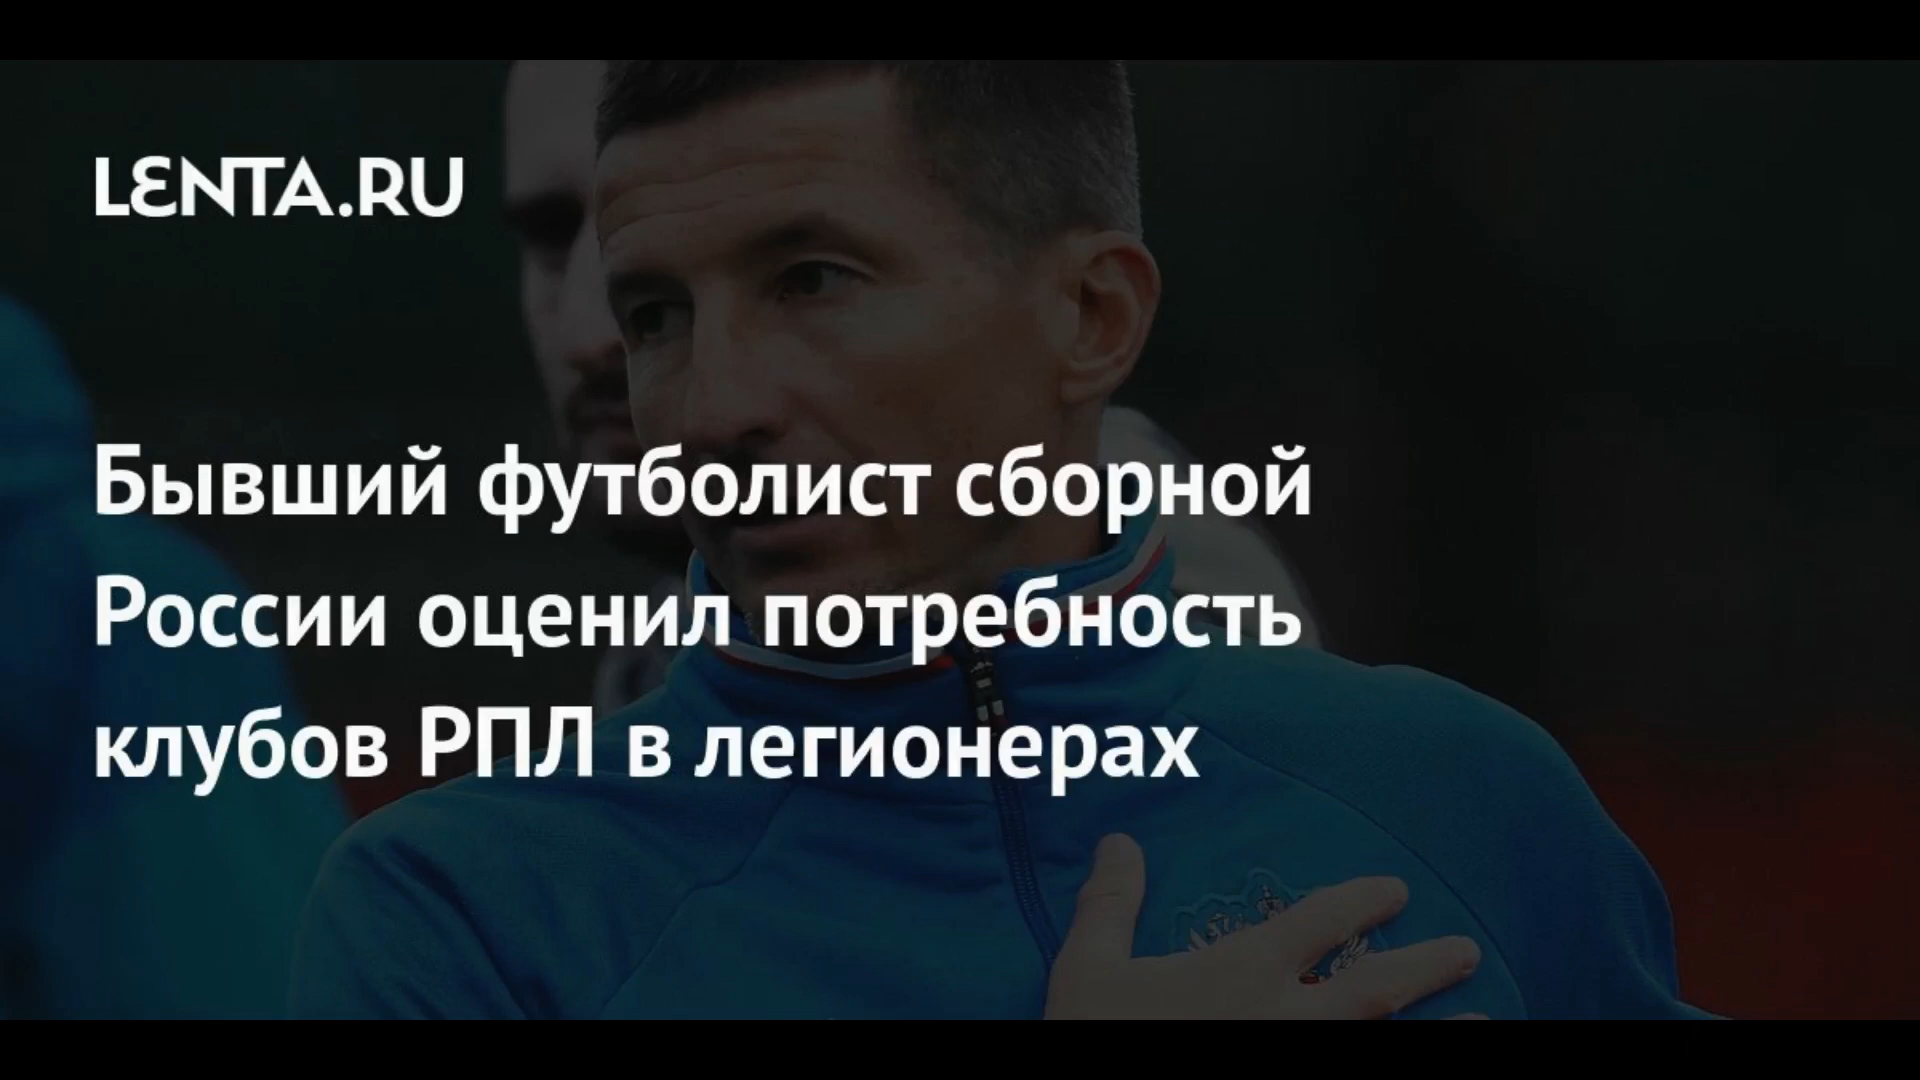 LENTA.RU
Бывший футболист сборной
России оценил потребность
клубов РПЛ в легионерах